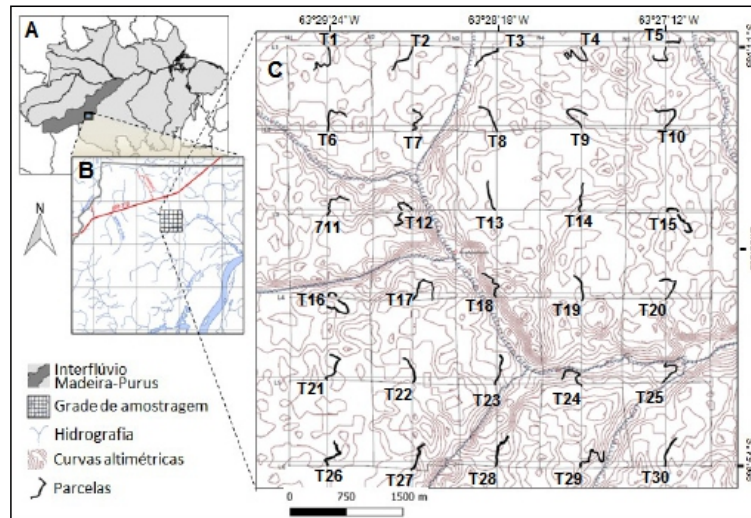 A
B
C
N
63°29'24" W
63°28'18" W
63°27'12" W
T1
T2
T3
T4
T5
T6
T7
T8
T9
T10
711
T12
T13
T14
T15
T16
T17
T18
T19
T20
T21
T22
T23
T24
T25
T26
T27
T28
T29
T30
Interflúvio
Madeira-Purus
Grade de amostragem
Hidrografia
Curvas altimétricas
Parcelas
0 750 1500 m